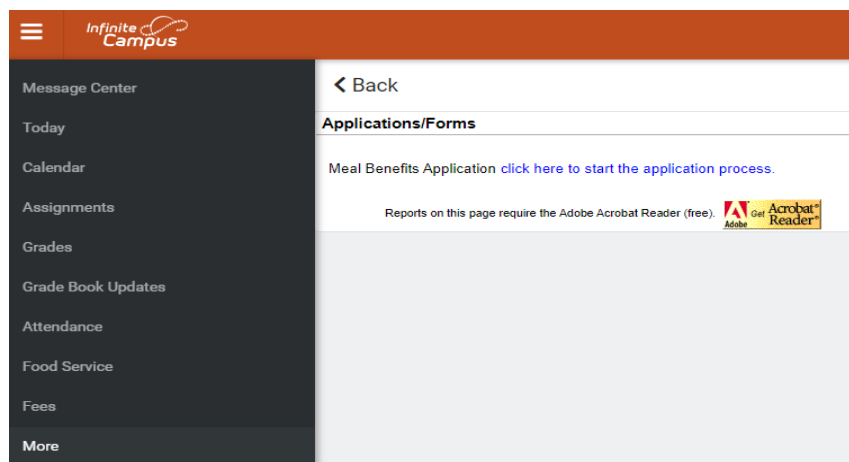 Infinite
Campus
Message Center
Today
Calendar
Assignments
Grades
Grade Book Updates
Attendance
Food Service
Fees
More
Back
Applications/Forms
Meal Benefits Application click here to start the application process.
Reports on this page require the Adobe Acrobat Reader (free).
Adobe
Get Acrobat®
Reader®